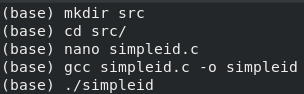 (base) mkdir src
(base) cd src/
(base) nano simpleid.c
(base) gcc simpleid.c -o simpleid
(base) ./simpleid